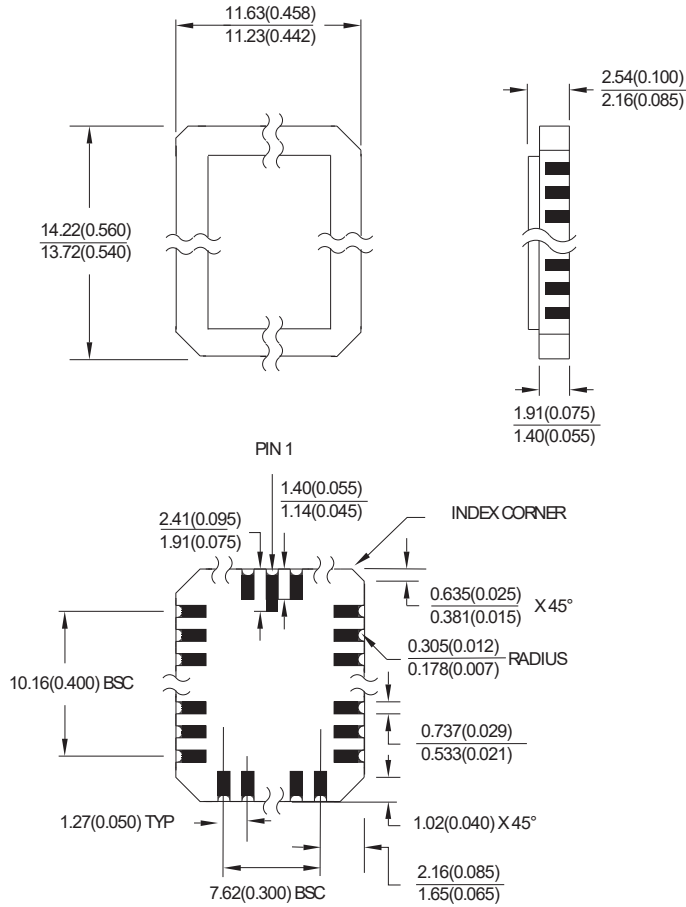 11.63(0.458)
11.23(0.442)
2.54(0.100)
2.16(0.085)
14.22(0.560)
13.72(0.540)
1.91(0.075)
1.40(0.055)
PIN 1
1.40(0.055)
1.14(0.045)
2.41(0.095)
1.91(0.075)
INDEX CORNER
0.635(0.025)
0.381(0.015)
X 45°
0.305(0.012)
0.178(0.007)
RADIUS
10.16(0.400) BSC
0.737(0.029)
0.533(0.021)
1.27(0.050) TYP
1.02(0.040) X 45°
7.62(0.300) BSC
2.16(0.085)
1.65(0.065)